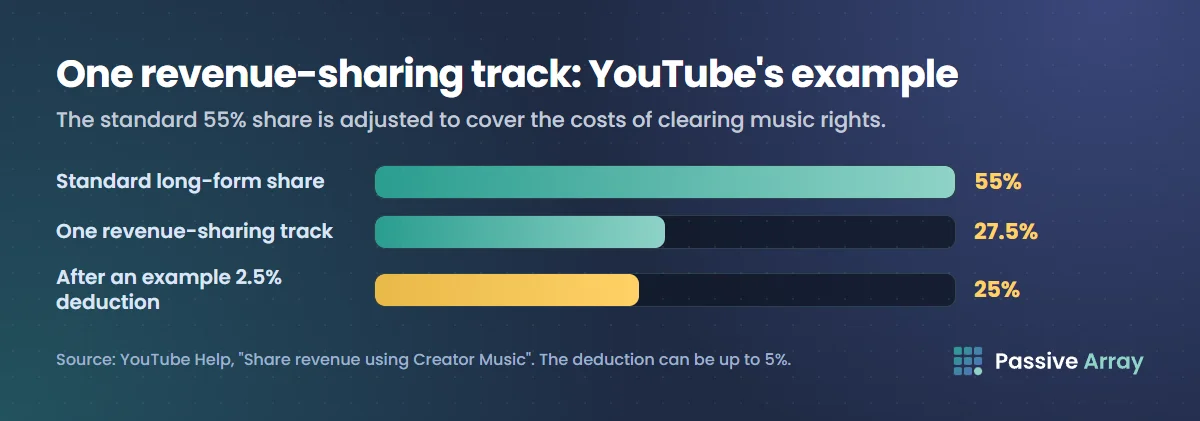 One revenue-sharing track: YouTube's example
The standard 55% share is adjusted to cover the costs of clearing music rights.
Standard long-form share 55%
One revenue-sharing track 27.5%
After an example 2.5%
deduction 25%
Source: YouTube Help, "Share revenue using Creator Music". The deduction can be up to 5%.
Passive Array